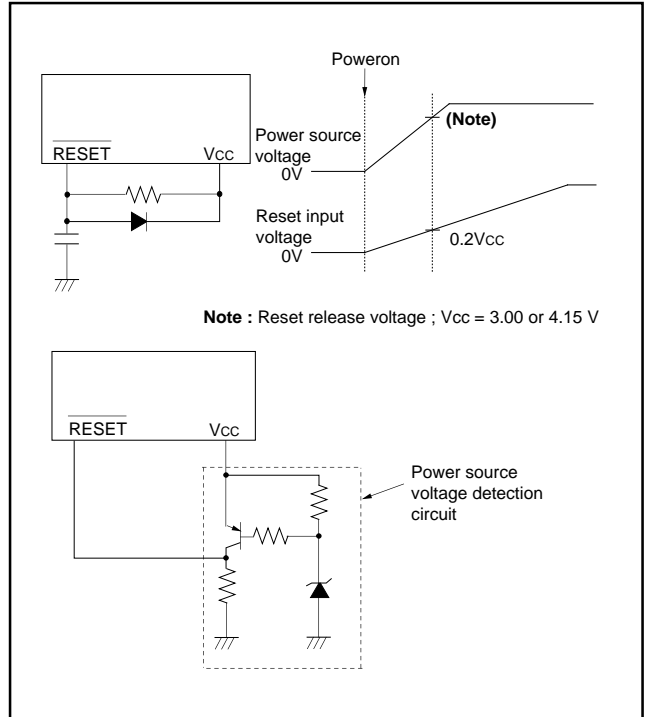 Poweron
RESET
VCC
Power source
voltage
0V
(Note)
Reset input
voltage
0V
0.2VCC
Note : Reset release voltage ; Vcc = 3.00 or 4.15 V
RESET
VCC
Power source
voltage detection
circuit